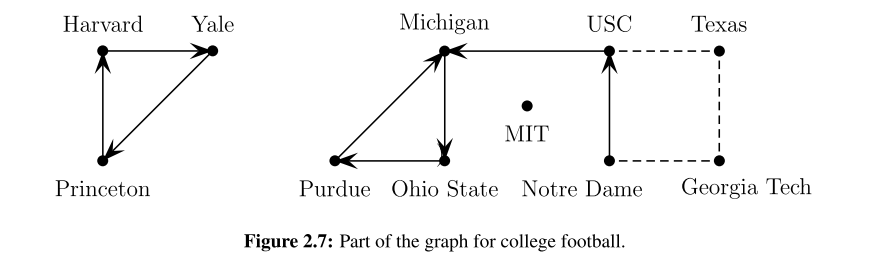 Harvard Yale Michigan USC Texas
MIT
Princeton Purdue Ohio State Notre Dame Georgia Tech
Figure 2.7: Part of the graph for college football.